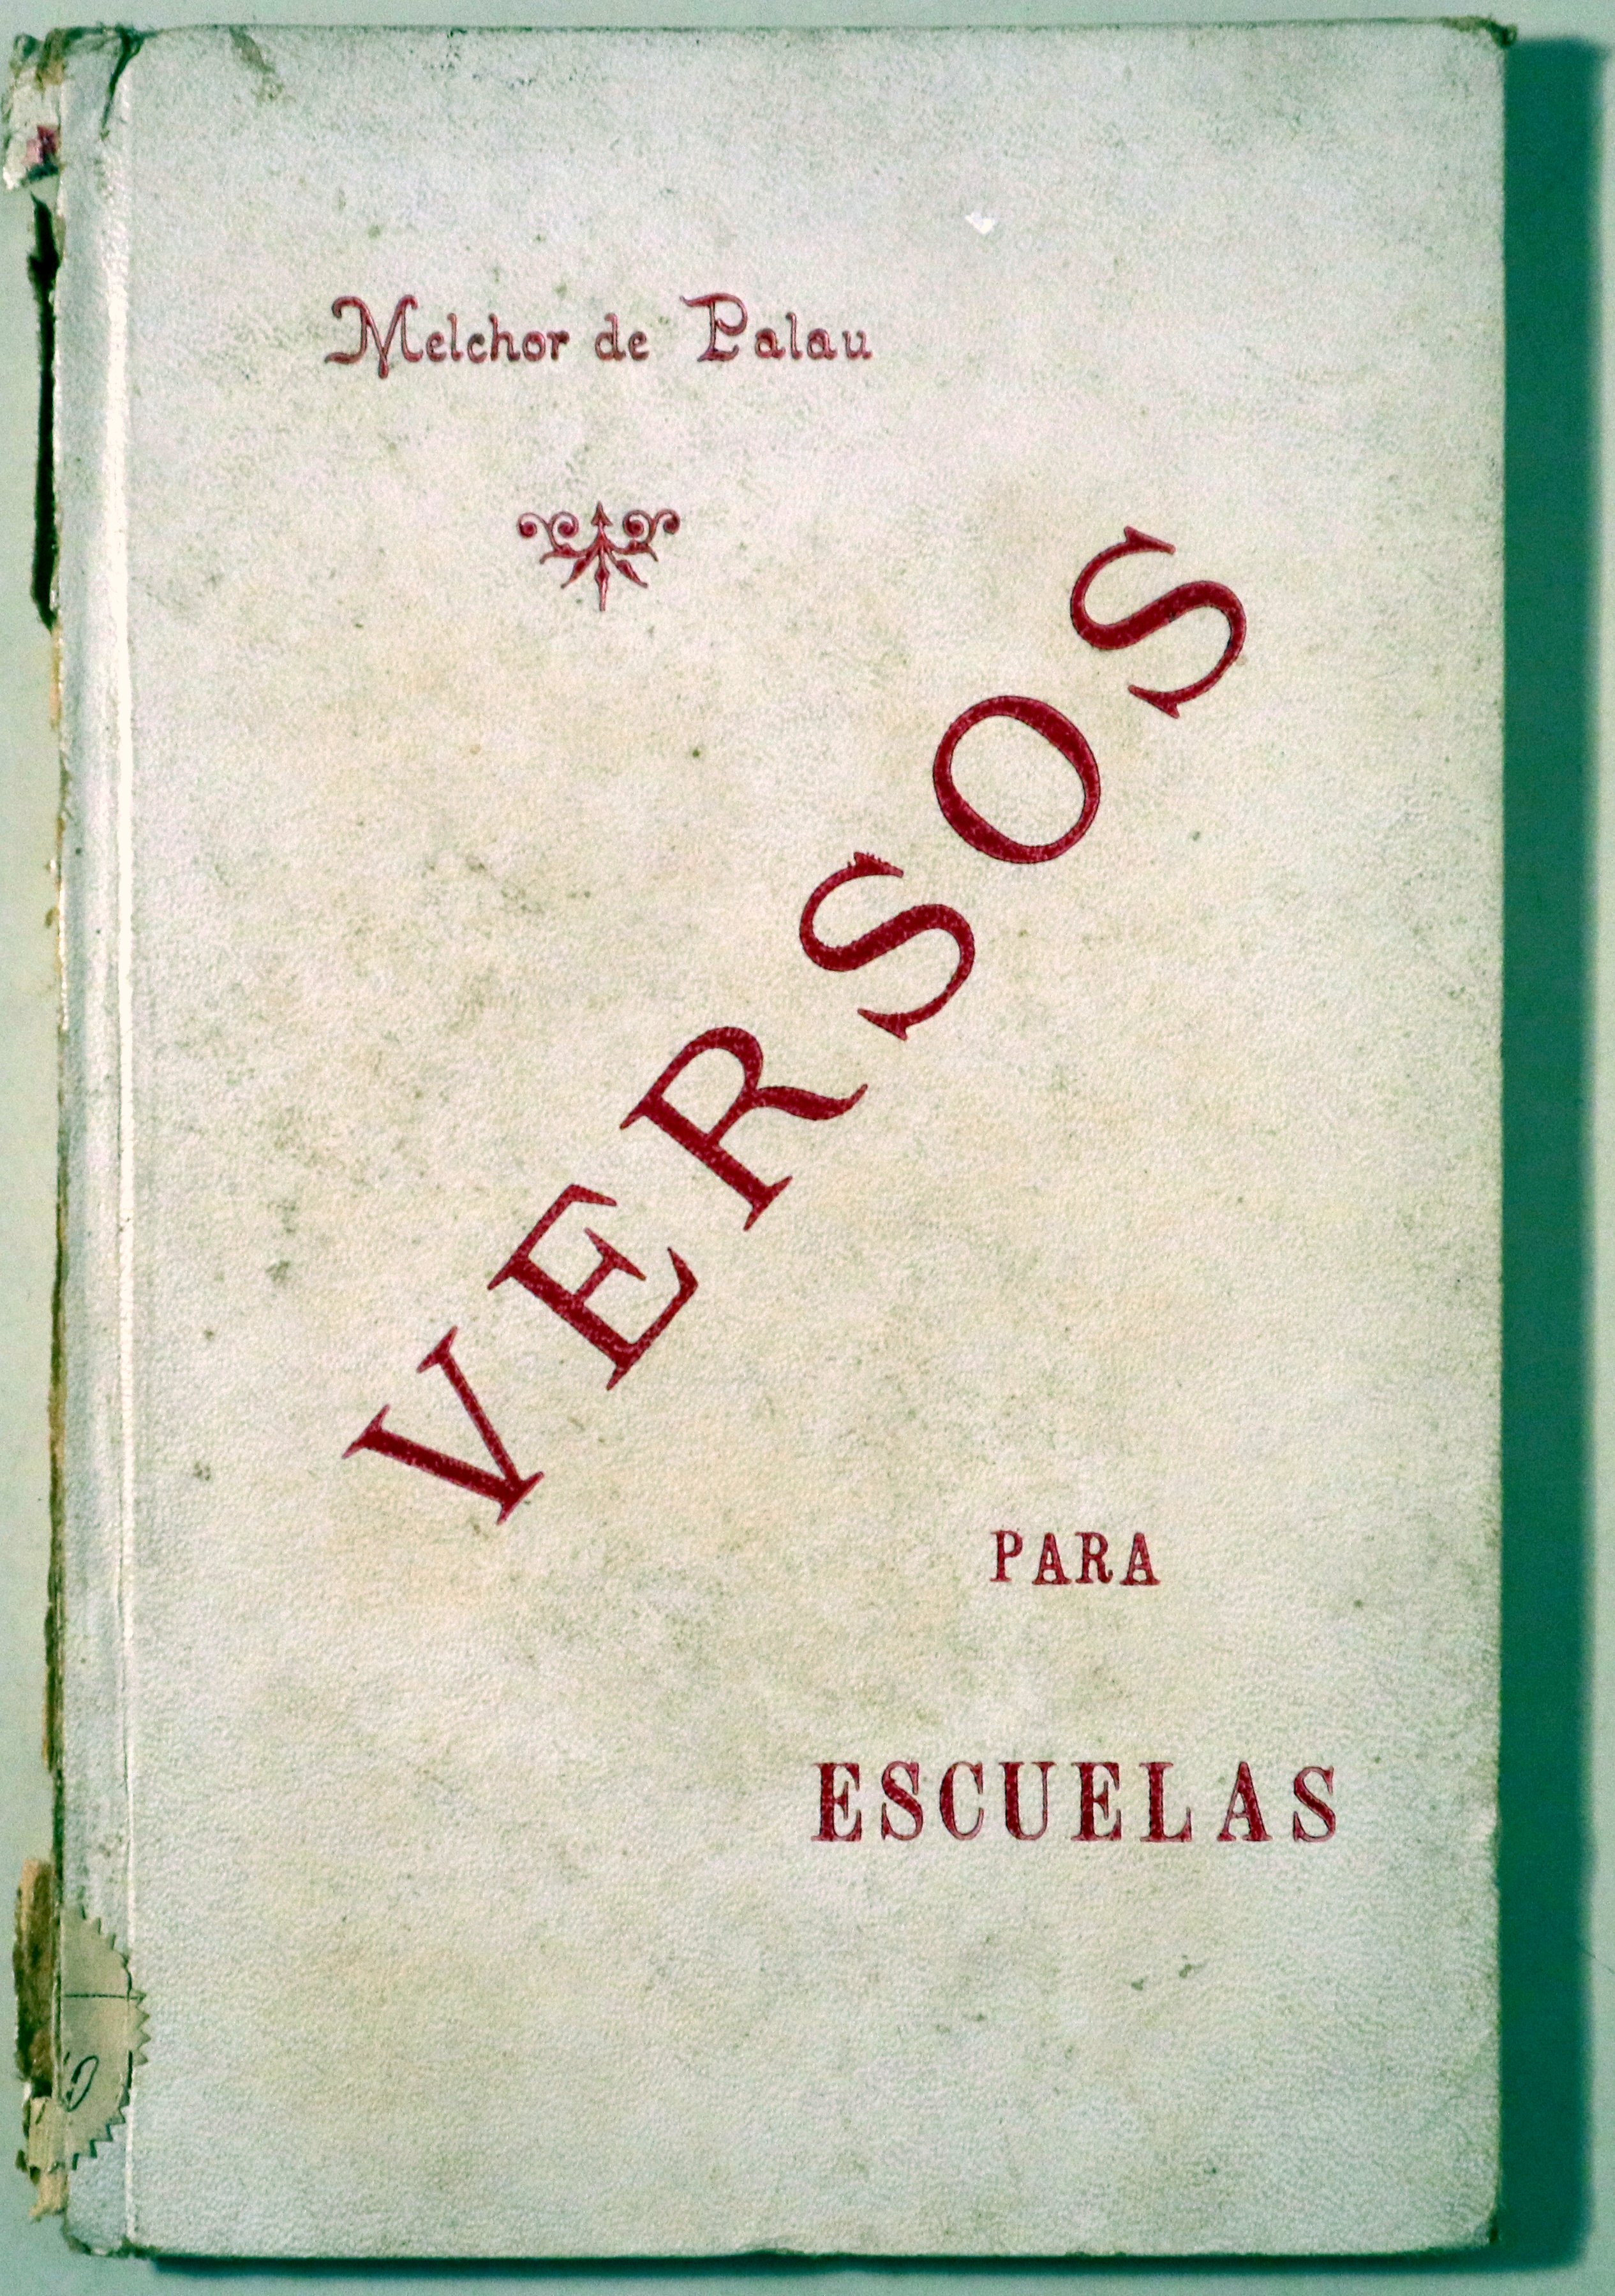 Melchor de Palau
VERSOS
PARA
ESCUELAS